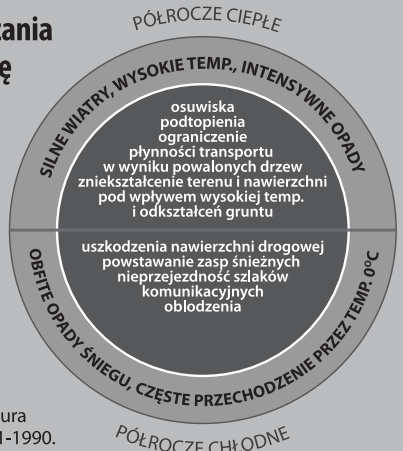 tania
ę
PÓŁROCZE CIEPŁE
SILNE WIATRY, WYSOKIE TEMP., INTENSYWNE OPADY
osuwiska
podtopienia
ograniczenie
płynności transportu
w wyniku powalonych drzew
zniekształcenie terenu i nawierzchni
pod wpływem wysokiej temp.
i odkształceń gruntu
uszkodzenia nawierzchni drogowej
powstawanie zasp śnieżnych
nieprzejezdność szlaków
komunikacyjnych
oblodzenia
OBFITE OPADY ŚNIEGU, CZĘSTE PRZECHODZENIE PRZEZ TEMP. 0°C
PÓŁROCZE CHŁODNE
ura
1-1990.